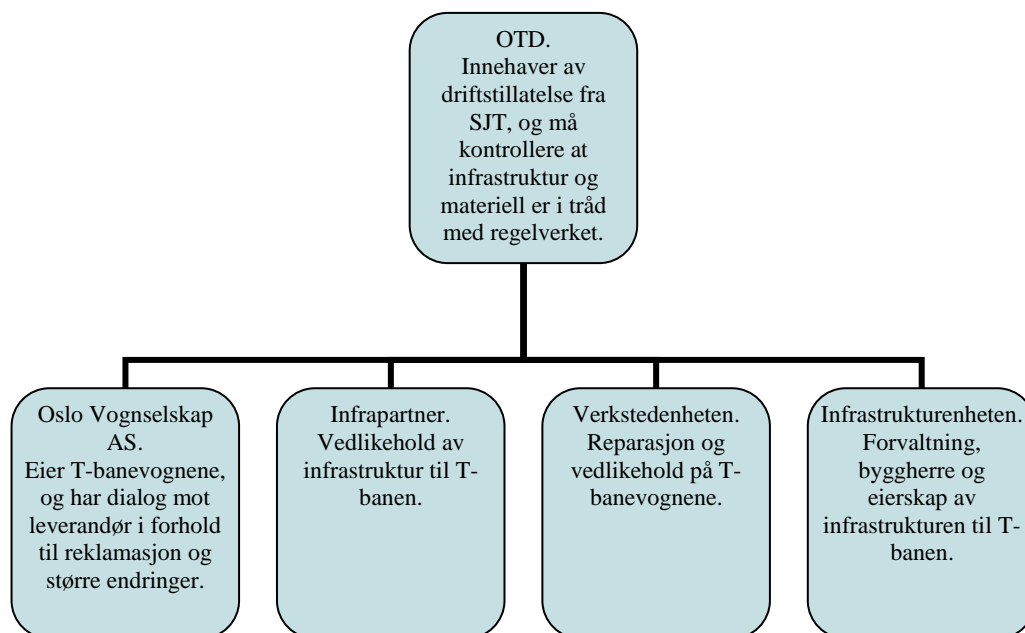 OTD.
Innehaver av
driftstillatelse fra
SJT, og må
kontrollere at
infrastruktur og
materiell er i tråd
med regelverket.
Oslo Vognselskap
AS.
Eier T-banevognene,
og har dialog mot
leverandør i forhold
til reklamasjon og
større endringer.
Infrapartner.
Vedlikehold av
infrastruktur til T-
banen.
Verkstedenheten.
Reparasjon og
vedlikehold på T-
banevognene.
Infrastrukturenheten.
Forvaltning,
byggherre og
eierskap av
infrastrukturen til T-
banen.